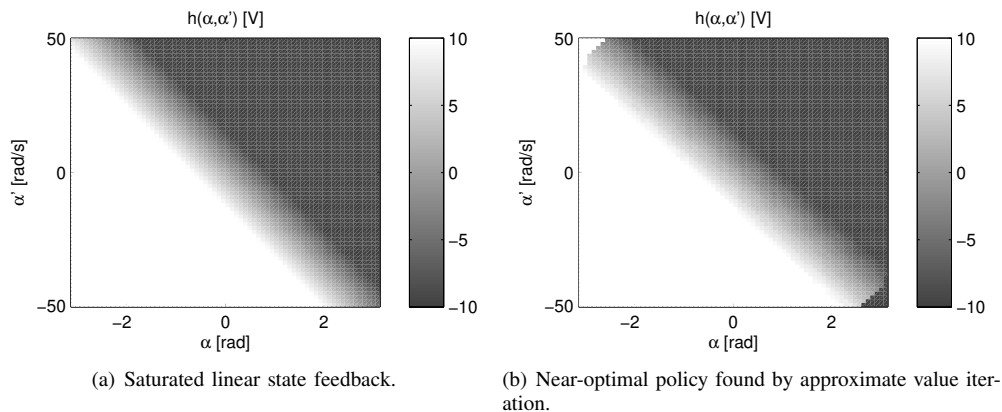 h(α,α') [V]
50
0
−50
α' [rad/s]
−2
0
2
α [rad]
10
5
0
−5
−10
(a) Saturated linear state feedback.
h(α,α') [V]
50
0
−50
α' [rad/s]
−2
0
2
α [rad]
10
5
0
−5
−10
(b) Near-optimal policy found by approximate value iter-
ation.